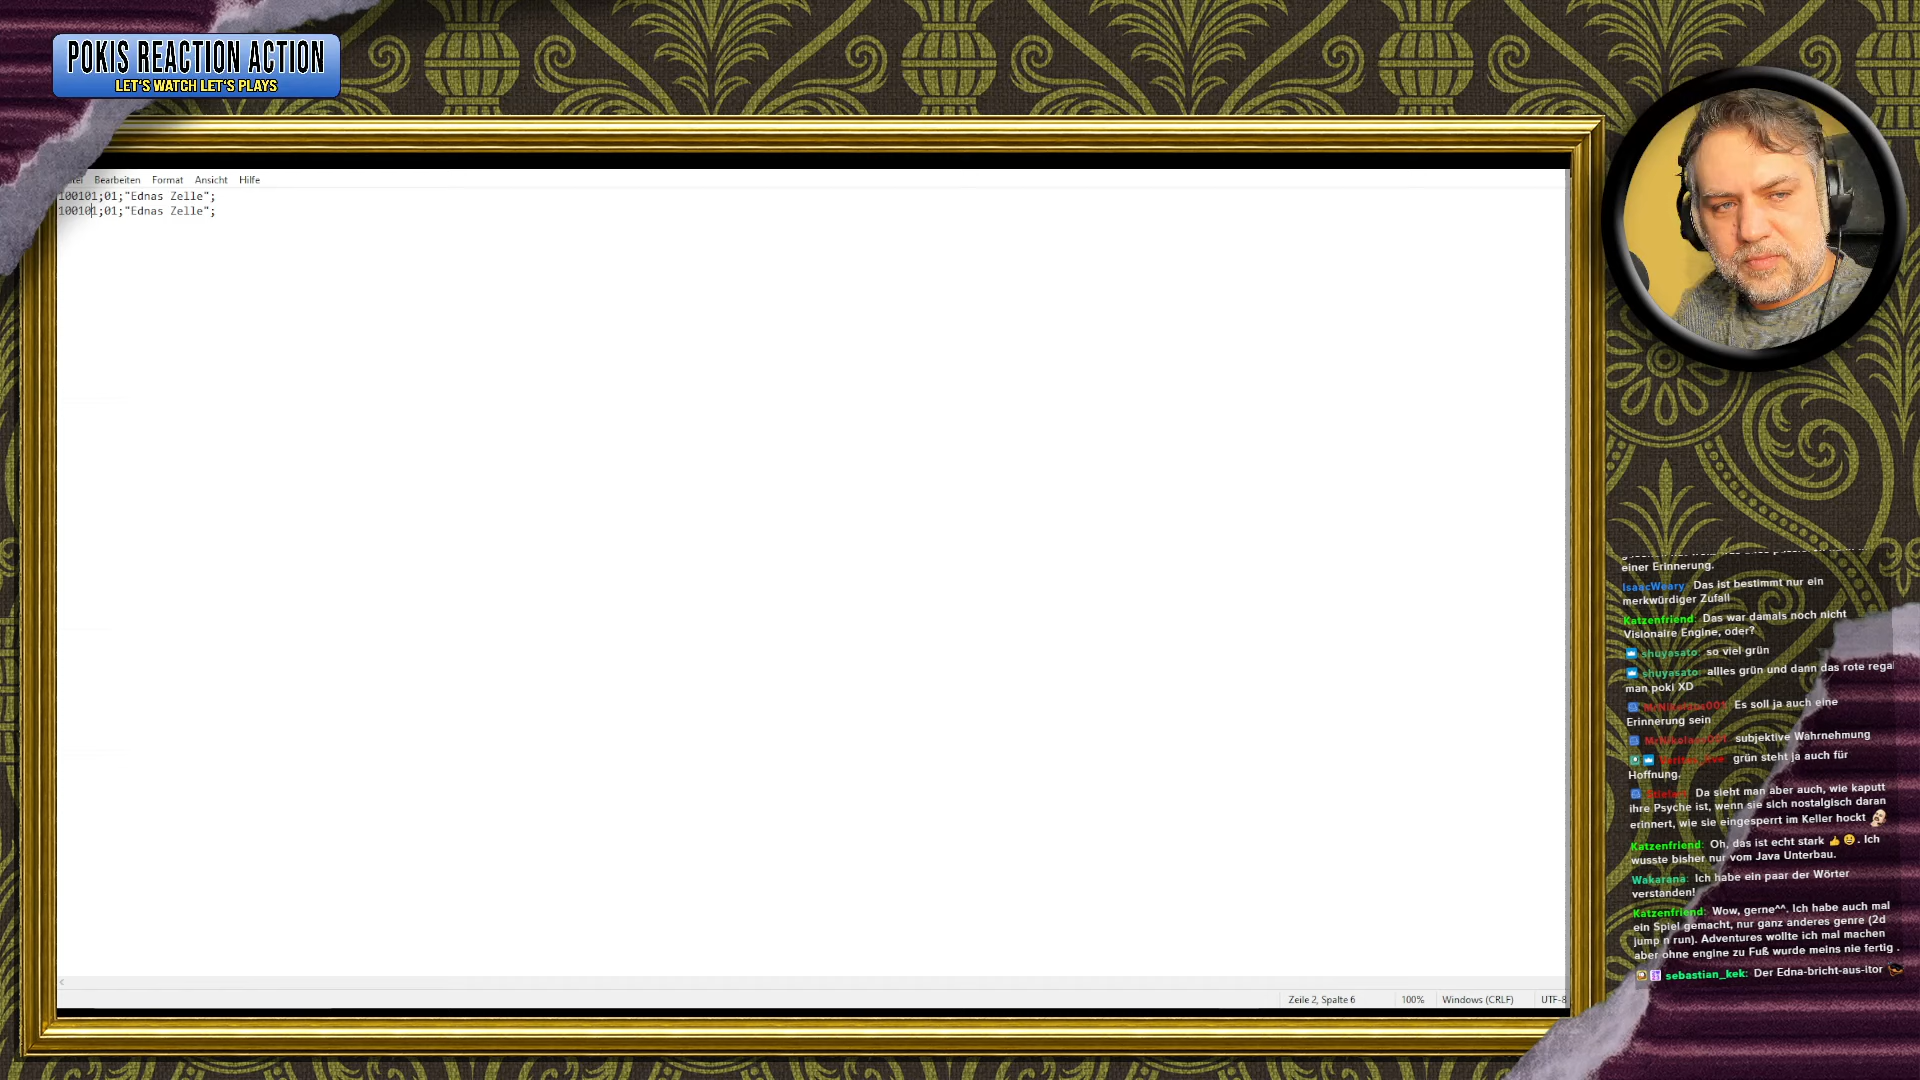 POKIS REACTION ACTION
LET'S WATCH LET'S PLAYS
Bearbeiten Format Ansicht Hilfe
100101;01;"Ednas Zelle";
100101;01;"Ednas Zelle";
Zeile 2, Spalte 6 100% Windows (CRLF) UTF-8
einer Erinnerung.
IsaacWeary: Das ist bestimmt nur ein
merkwürdiger Zufall
Katzenfriend: Das war damals noch nicht
Visionaire Engine, oder?
shuyasato: so viel grün
shuyasato: allles grün und dann das rote regal
man poki XD
Es soll ja auch eine
Erinnerung sein
subjektive Wahrnehmung
grün steht ja auch für
Hoffnung.
Da sieht man aber auch, wie kaputt
ihre Psyche ist, wenn sie sich nostalgisch daran
erinnert, wie sie eingesperrt im Keller hockt
Katzenfriend: Oh, das ist echt stark 👍😀. Ich
wusste bisher nur vom Java Unterbau.
Wakarana: Ich habe ein paar der Wörter
verstanden!
Katzenfriend: Wow, gerne^^. Ich habe auch mal
ein Spiel gemacht, nur ganz anderes genre (2d
jump n run). Adventures wollte ich mal machen
aber ohne engine zu Fuß wurde meins nie fertig .
sebastian_kek: Der Edna-bricht-aus-itor